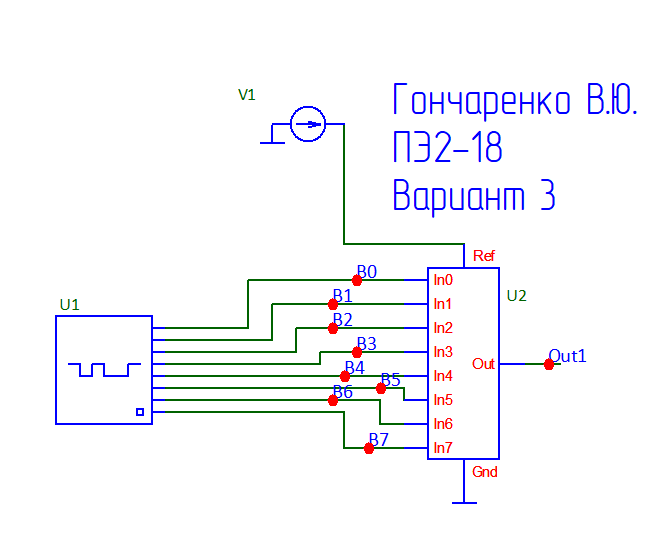 V1
Гончаренко В.Ю.
ПЭ2-18
Вариант 3
Ref
B0
In0
U1
B1
In1
U2
B2
In2
B3
In3
B4
In4
Out
Out1
B5
B6
In5
In6
B7
In7
Gnd